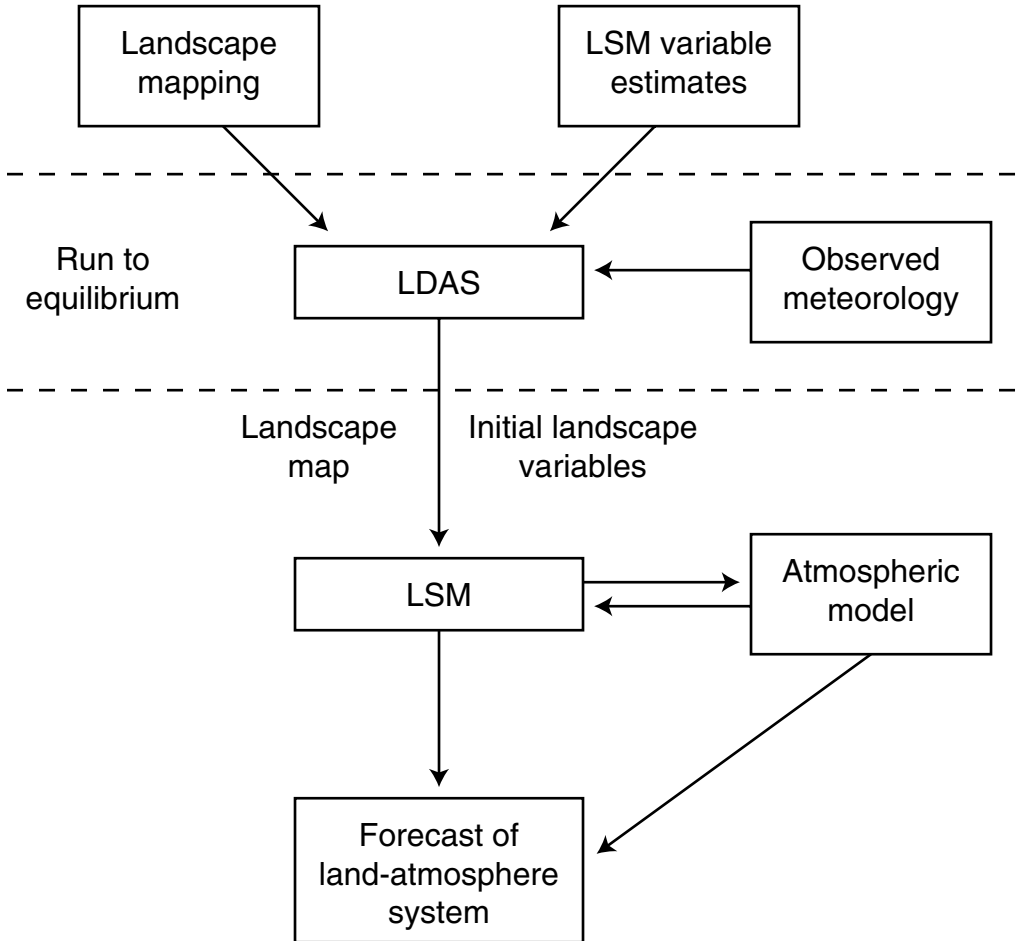 Landscape
mapping
LSM variable
estimates
Run to
equilibrium
LDAS
Observed
meteorology
Landscape
map
Initial landscape
variables
LSM
Atmospheric
model
Forecast of
land-atmosphere
system